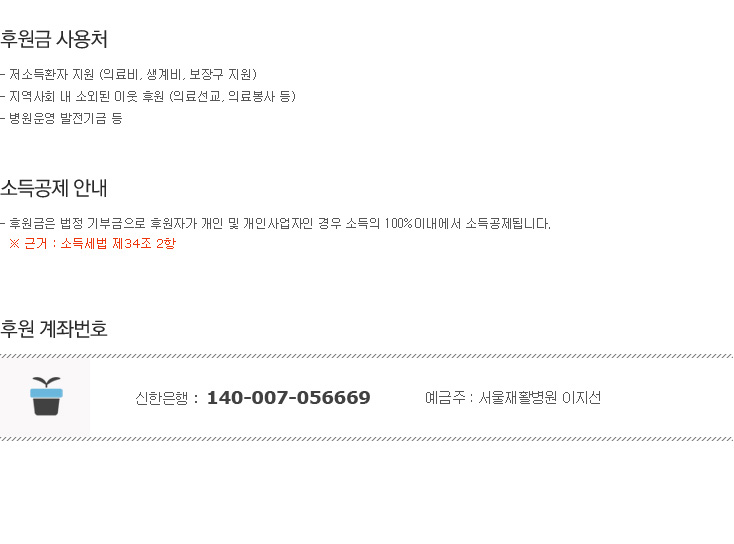 후원금 사용처
- 저소득환자 지원 (의료비, 생계비, 보장구 지원)
- 지역사회 내 소외된 이웃 후원 (의료선교, 의료봉사 등)
- 병원운영 발전기금 등
소득공제 안내
- 후원금은 법정 기부금으로 후원자가 개인 및 개인사업자인 경우 소득의 100%이내에서 소득공제됩니다.
※ 근거 : 소득세법 제34조 2항
후원 계좌번호
신한은행 : 140-007-056669 예금주 : 서울재활병원 이지선